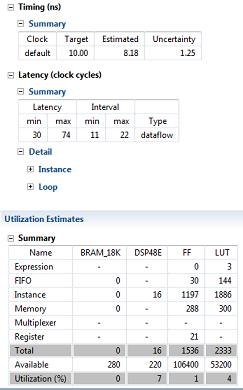 Timing (ns)
Summary
Clock Target Estimated Uncertainty
default 10.00 8.18 1.25
Latency (clock cycles)
Summary
Latency Interval
min max min max Type
30 74 11 22 dataflow
Detail
Instance
Loop
Utilization Estimates
Summary
Name BRAM_18K DSP48E FF LUT
Expression - - 0 3
FIFO 0 - 30 144
Instance 0 16 1197 1886
Memory 0 - 288 300
Multiplexer - - - -
Register - - 21 -
Total 0 16 1536 2333
Available 280 220 106400 53200
Utilization (%) 0 7 1 4